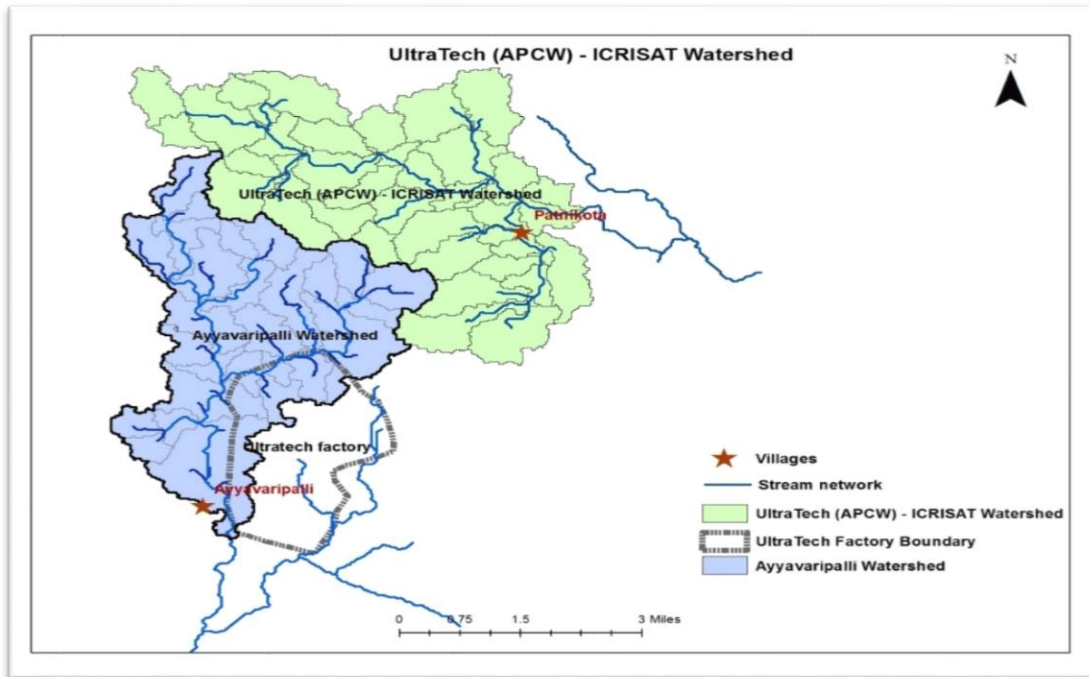 UltraTech (APCW) - ICRISAT Watershed
N
UltraTech (APCW) - ICRISAT Watershed
Patnikota
Ayyavaripalli Watershed
Ultratech factory
Ayyavaripalli
Villages
Stream network
UltraTech (APCW) - ICRISAT Watershed
UltraTech Factory Boundary
Ayyavaripalli Watershed
0 0.75 1.5 3 Miles